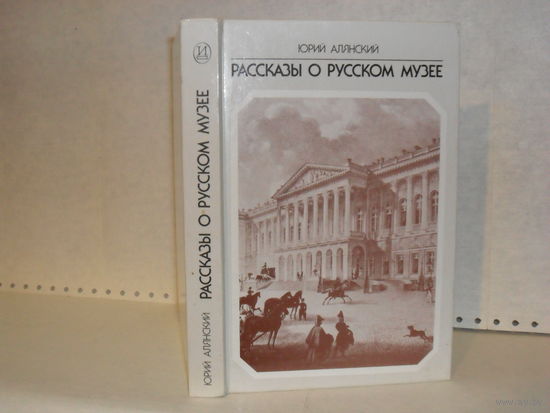 ЮРИЙ АЛЯНСКИЙ
РАССКАЗЫ О РУССКОМ МУЗЕЕ
ЮРИЙ АЛЯНСКИЙ РАССКАЗЫ О РУССКОМ МУЗЕЕ